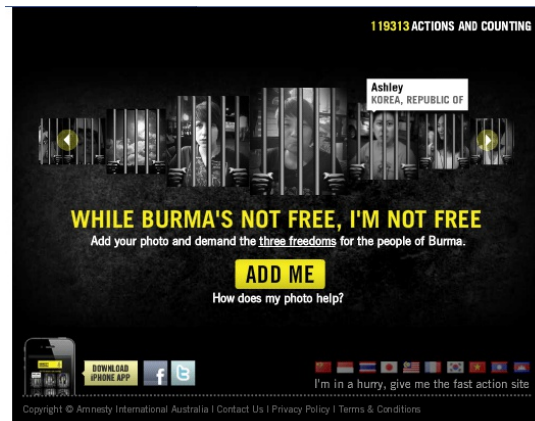 119313 ACTIONS AND COUNTING
Ashley
KOREA, REPUBLIC OF
WHILE BURMA'S NOT FREE, I'M NOT FREE
Add your photo and demand the three freedoms for the people of Burma.
ADD ME
How does my photo help?
DOWNLOAD
iPHONE APP
I'm in a hurry, give me the fast action site
Copyright © Amnesty International Australia | Contact Us | Privacy Policy | Terms & Conditions